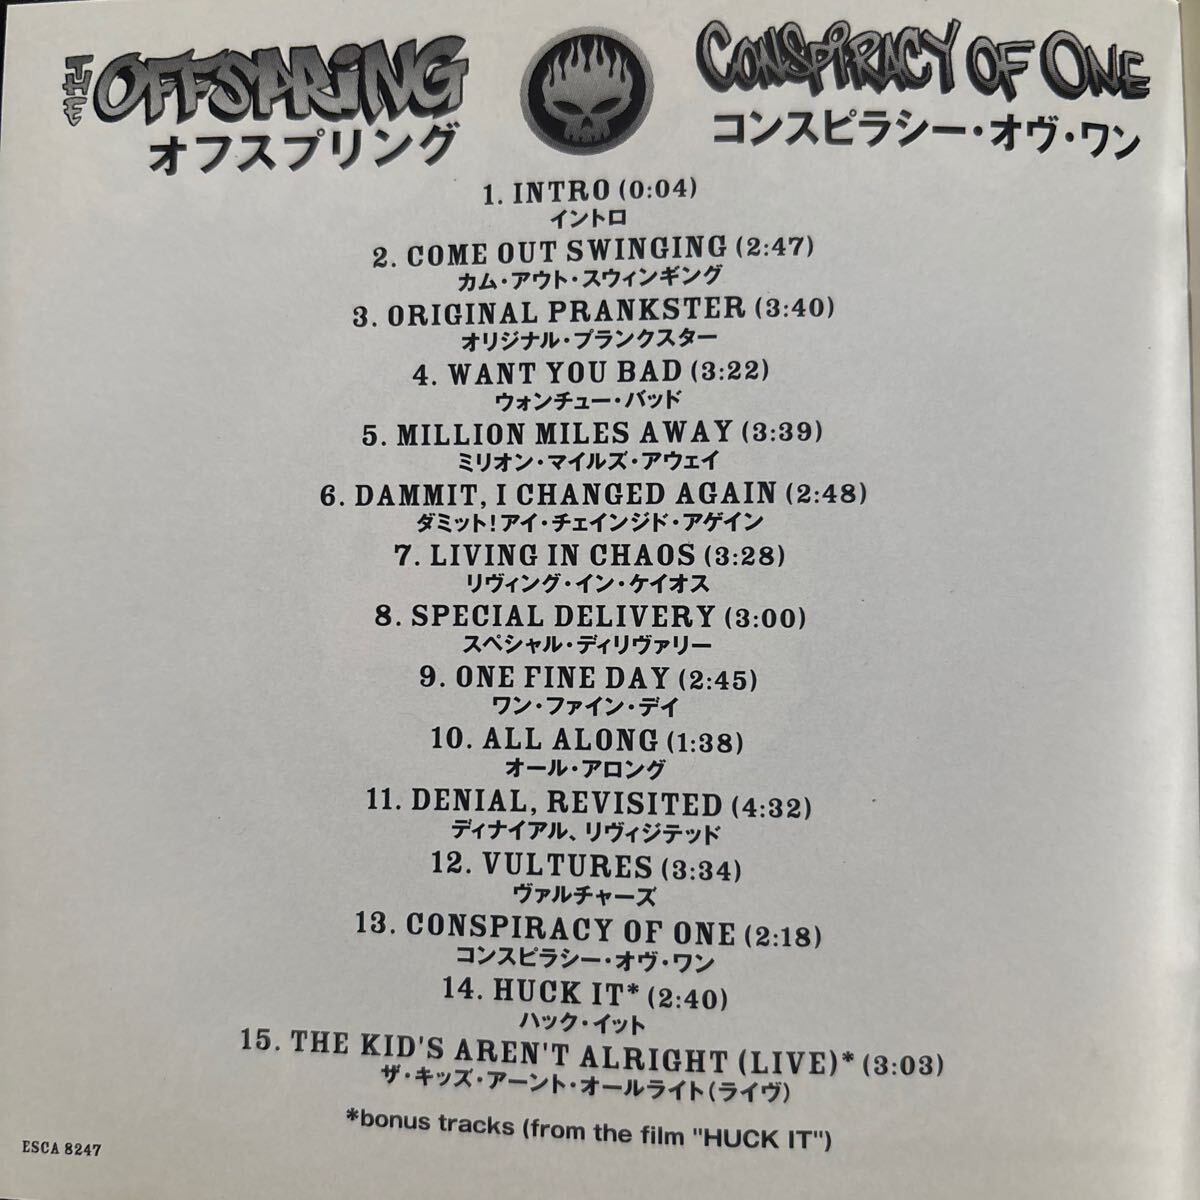 THE OFFSPRING
オフスプリング
CONSPIRACY OF ONE
コンスピラシー・オヴ・ワン
1. INTRO (0:04)
イントロ
2. COME OUT SWINGING (2:47)
カム・アウト・スウィンギング
3. ORIGINAL PRANKSTER (3:40)
オリジナル・プランクスター
4. WANT YOU BAD (3:22)
ウォンチュー・バッド
5. MILLION MILES AWAY (3:39)
ミリオン・マイルズ・アウェイ
6. DAMMIT, I CHANGED AGAIN (2:48)
ダミット!アイ・チェインジド・アゲイン
7. LIVING IN CHAOS (3:28)
リヴィング・イン・ケイオス
8. SPECIAL DELIVERY (3:00)
スペシャル・ディリヴァリー
9. ONE FINE DAY (2:45)
ワン・ファイン・デイ
10. ALL ALONG (1:38)
オール・アロング
11. DENIAL, REVISITED (4:32)
ディナイアル、リヴィジテッド
12. VULTURES (3:34)
ヴァルチャーズ
13. CONSPIRACY OF ONE (2:18)
コンスピラシー・オヴ・ワン
14. HUCK IT* (2:40)
ハック・イット
15. THE KID'S AREN'T ALRIGHT (LIVE)* (3:03)
ザ・キッズ・アーント・オールライト(ライヴ)
*bonus tracks (from the film "HUCK IT")
ESCA 8247